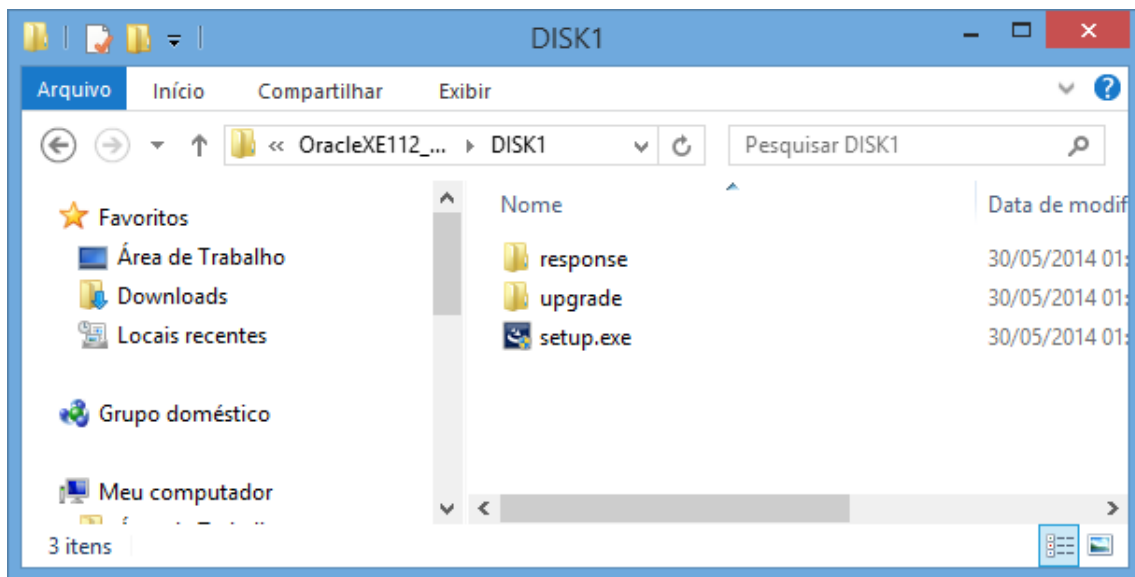 DISK1
Arquivo Início Compartilhar Exibir
« OracleXE112_... DISK1 Pesquisar DISK1
Nome Data de modif
Favoritos
Área de Trabalho
Downloads
Locais recentes
Grupo doméstico
Meu computador
response 30/05/2014 01:
upgrade 30/05/2014 01:
setup.exe 30/05/2014 01:
3 itens